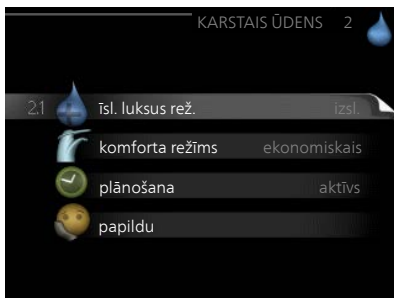 KARSTAIS ŪDENS 2
2.1 īsl. luksus rež. izsl.
komforta režīms ekonomiskais
plānošana aktīvs
papildu